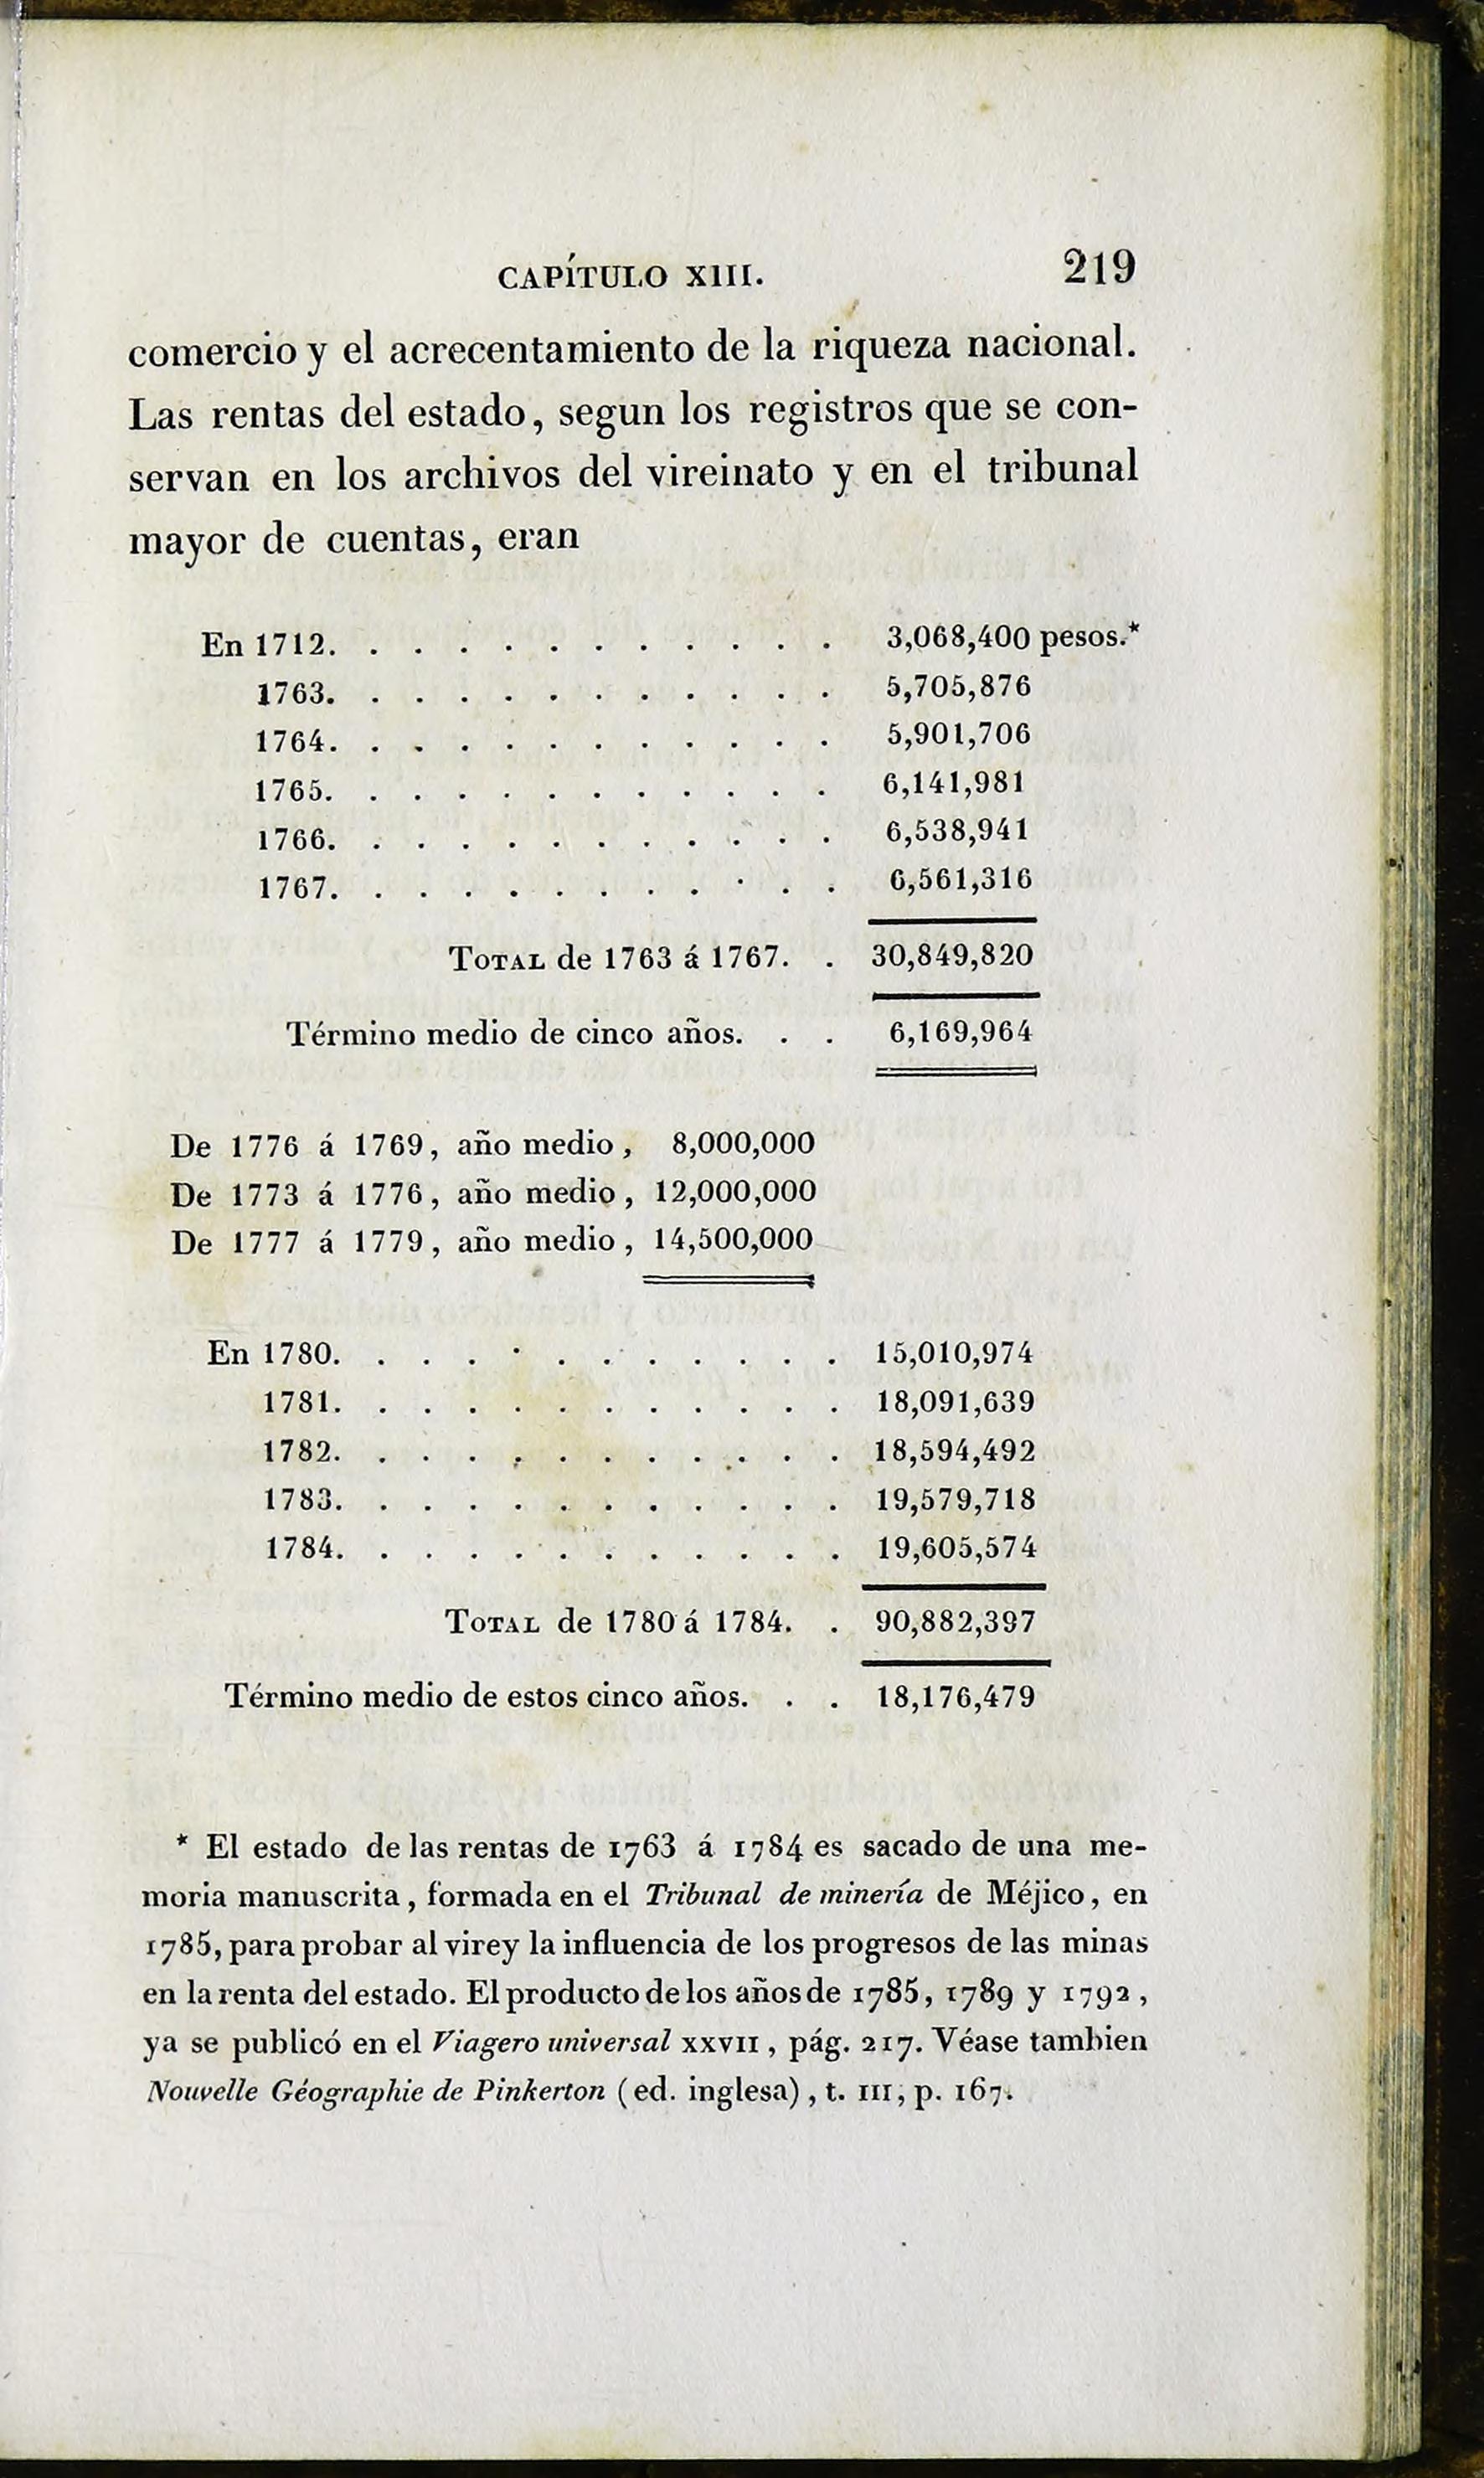 CAPÍTULO XIII. 219
comercio y el acrecentamiento de la riqueza nacional.
Las rentas del estado, segun los registros que se con-
servan en los archivos del vireinato y en el tribunal
mayor de cuentas, eran
En 1712. . . . . . . . . . . . 3,068,400 pesos.*
1763. . . . . . . . . . . . 5,705,876
1764. . . . . . . . . . . . 5,901,706
1765. . . . . . . . . . . . 6,141,981
1766. . . . . . . . . . . . 6,538,941
1767. . . . . . . . . . . . 6,561,316
TOTAL de 1763 á 1767. . 30,849,820
Término medio de cinco años. . . 6,169,964
De 1776 á 1769, año medio, 8,000,000
De 1773 á 1776, año medio, 12,000,000
De 1777 á 1779, año medio, 14,500,000
En 1780. . . . . . . . . . . . 15,010,974
1781. . . . . . . . . . . . 18,091,639
1782. . . . . . . . . . . . 18,594,492
1783. . . . . . . . . . . . 19,579,718
1784. . . . . . . . . . . . 19,605,574
TOTAL de 1780 á 1784. . 90,882,397
Término medio de estos cinco años. . . 18,176,479
* El estado de las rentas de 1763 á 1784 es sacado de una me-
moria manuscrita, formada en el Tribunal de minería de Méjico, en
1785, para probar al virey la influencia de los progresos de las minas
en la renta del estado. El producto de los años de 1785, 1789 y 1792,
ya se publicó en el Viagero universal XXVII, pág. 217. Véase tambien
Nouvelle Géographie de Pinkerton (ed. inglesa), t. III, p. 167.